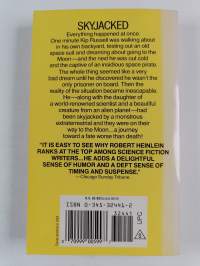 SKYJACKED
Everything happened at once.
One minute Kip Russell was walking about
in his own backyard, testing out an old
space suit and dreaming about going to the
Moon—and the next he was out cold
and the captive of an insidious space pirate.
The whole thing seemed like a very
bad dream until he discovered he wasn't the
only prisoner on board. Then the
reality of the situation became inescapable.
He—along with the daughter of
a world-renowned scientist and a beautiful
creature from an alien planet—had
been skyjacked by a monstrous
extraterrestrial and they were on their
way to the Moon...a journey
toward a fate worse than death!
"IT IS EASY TO SEE WHY ROBERT HEINLEIN
RANKS AT THE TOP AMONG SCIENCE FICTION
WRITERS...HE ADDS A DELIGHTFUL
SENSE OF HUMOR AND A DEFT SENSE OF
TIMING AND SUSPENSE."
—Chicago Sunday Tribune
ISBN 0-345-32441-2
32441
UPC